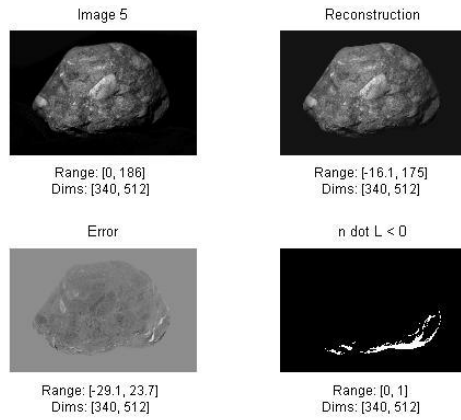 Image 5
Reconstruction
Range: [0, 186]
Dims: [340, 512]
Range: [-16.1, 175]
Dims: [340, 512]
Error
n dot L < 0
Range: [-29.1, 23.7]
Dims: [340, 512]
Range: [0, 1]
Dims: [340, 512]